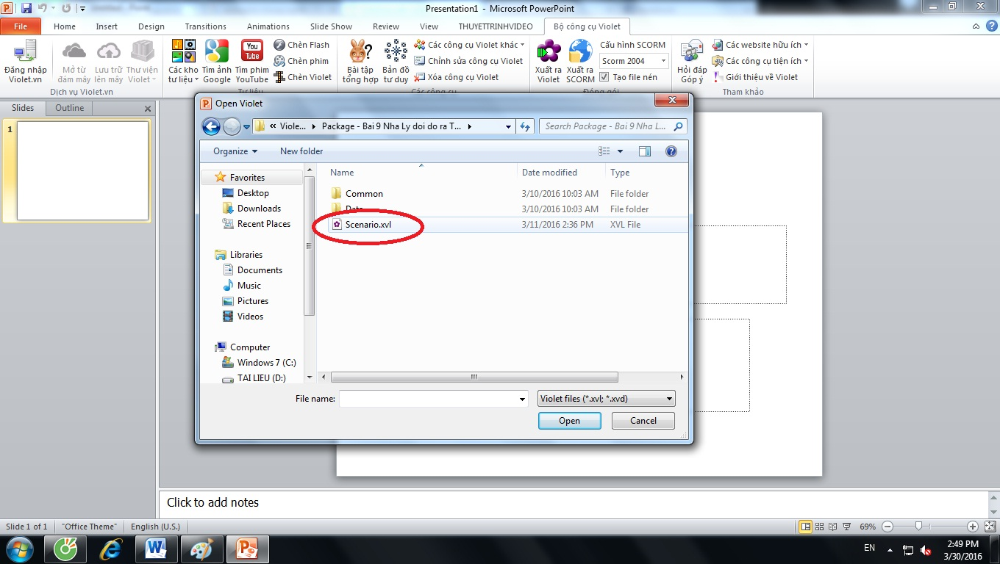 Presentation1 - Microsoft PowerPoint
File Home Insert Design Transitions Animations Slide Show Review View THUYETTRINHVIDEO Bộ công cụ Violet
Đăng nhập
Violet.vn
Mở từ
đám mây
Lưu trữ
lên mây
Thư viện
Violet
Dịch vụ Violet.vn
Các kho
tư liệu
Tìm ảnh
Google
You
Tube
Tìm phim
YouTube
Chèn Flash
Chèn phim
Chèn Violet
Tư liệu
Bài tập
tổng hợp
Bản đồ
tư duy
Các công cụ Violet khác
Chỉnh sửa công cụ Violet
Xóa công cụ Violet
Các công cụ
Xuất ra
Violet
Xuất ra
SCORM
Cấu hình SCORM
Scorm 2004
Tạo file nén
Đóng gói
Hỏi đáp
Góp ý
Các website hữu ích
Các công cụ tiện ích
Giới thiệu về Violet
Tham khảo
Slides Outline
1
Open Violet
« Viole... Package - Bai 9 Nha Ly doi do ra T...
Search Package - Bai 9 Nha L...
Organize New folder
Favorites
Desktop
Downloads
Recent Places
Libraries
Documents
Music
Pictures
Videos
Computer
Windows 7 (C:)
TAI LIEU (D:)
Name Date modified Type
Common 3/10/2016 10:03 AM File folder
Data 3/10/2016 10:03 AM File folder
Scenario.xvl 3/11/2016 2:36 PM XVL File
File name:
Violet files (*.xvl; *.xvd)
Open Cancel
Click to add notes
Slide 1 of 1 "Office Theme" English (U.S.) 69%
EN
2:49 PM
3/30/2016